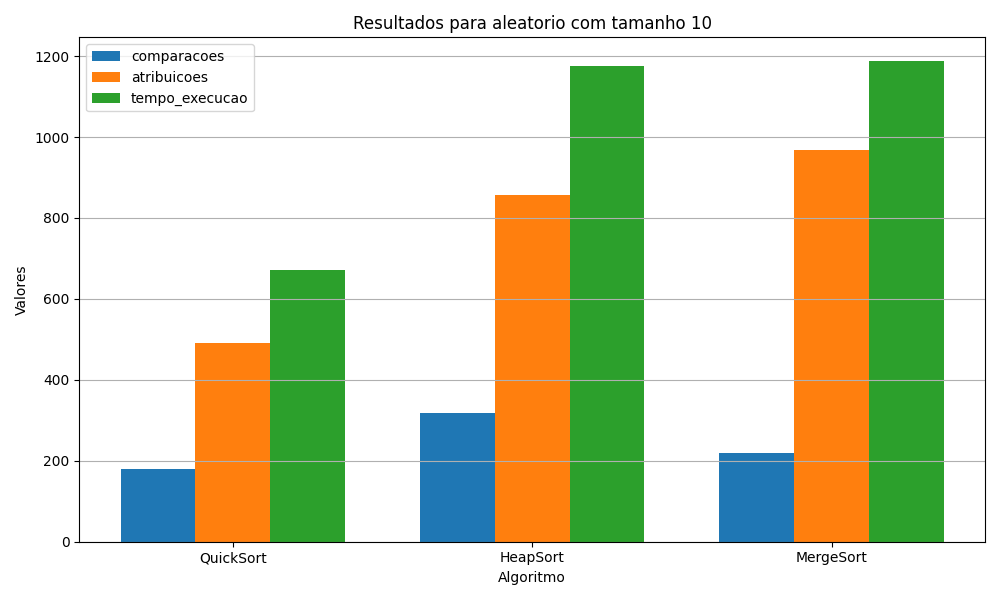 Resultados para aleatorio com tamanho 10
comparacoes
atribuicoes
tempo_execucao
1200
1000
800
600
400
200
0
Valores
QuickSort
HeapSort
MergeSort
Algoritmo